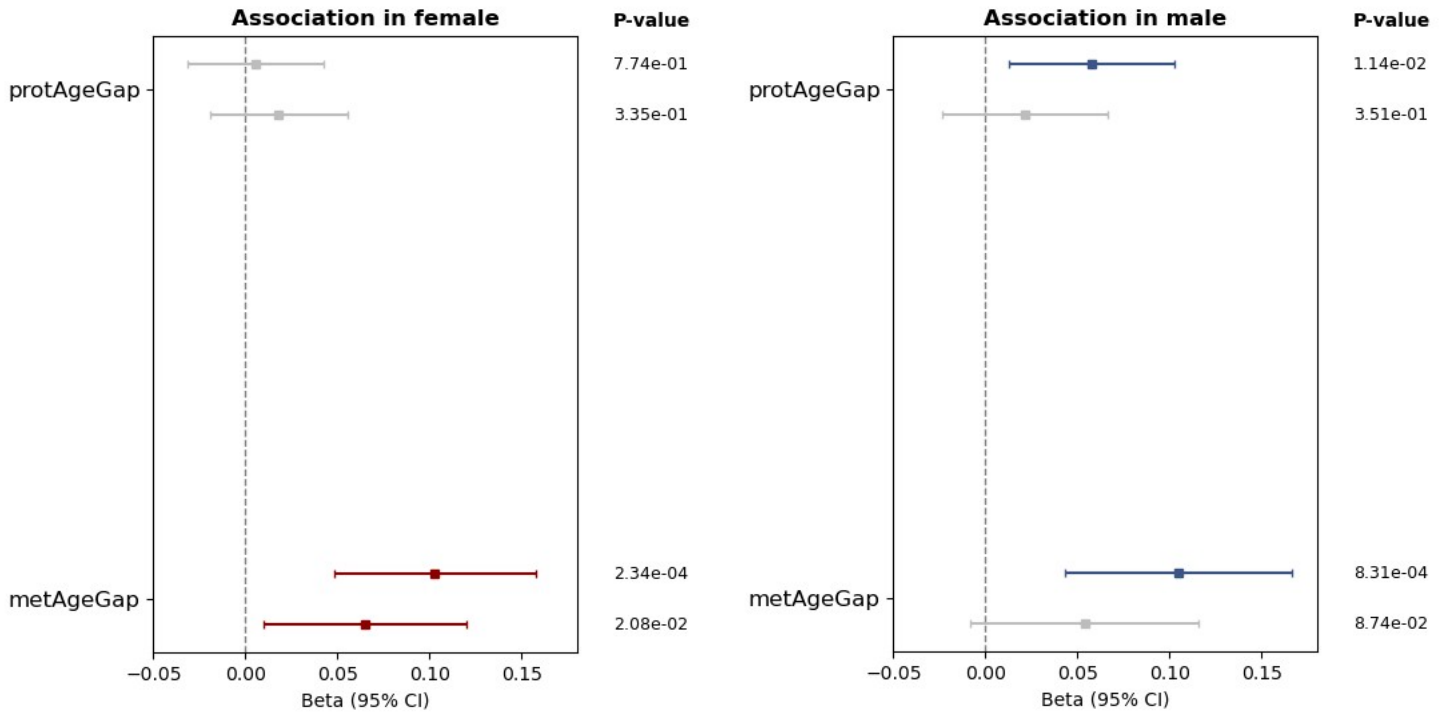 Association in female P-value
protAgeGap
7.74e-01
3.35e-01
metAgeGap
2.34e-04
2.08e-02
−0.05 0.00 0.05 0.10 0.15
Beta (95% CI)
Association in male P-value
protAgeGap
1.14e-02
3.51e-01
metAgeGap
8.31e-04
8.74e-02
−0.05 0.00 0.05 0.10 0.15
Beta (95% CI)